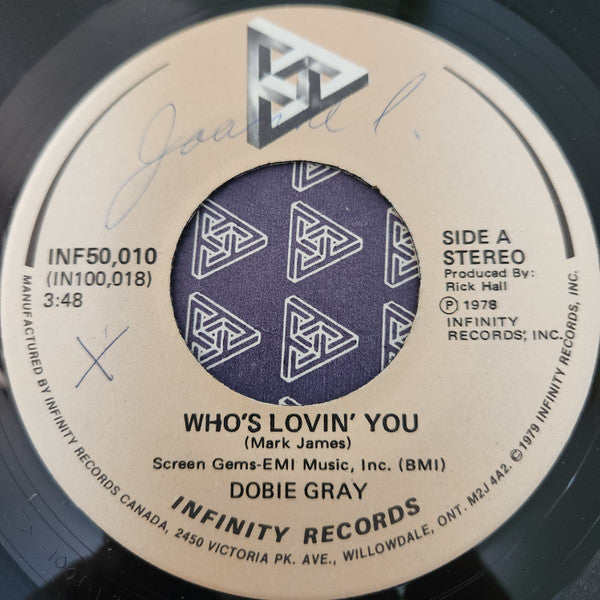 Joanne P.
INF50,010
(IN100,018)
3:48
X
SIDE A
STEREO
Produced By:
Rick Hall
Ⓟ 1978
INFINITY
RECORDS, INC.
WHO'S LOVIN' YOU
(Mark James)
Screen Gems-EMI Music, Inc. (BMI)
DOBIE GRAY
INFINITY RECORDS
MANUFACTURED BY INFINITY RECORDS CANADA, 2450 VICTORIA PK. AVE., WILLOWDALE, ONT. M2J 4A2. ©1979 INFINITY RECORDS, INC.